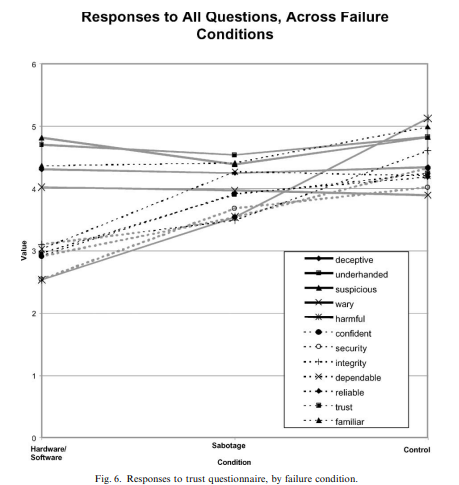 Responses to All Questions, Across Failure
Conditions
6
5
4
3
2
1
0
Value
deceptive
underhanded
suspicious
wary
harmful
confident
security
integrity
dependable
reliable
trust
familiar
Hardware/
Software
Sabotage
Control
Condition
Fig. 6. Responses to trust questionnaire, by failure condition.